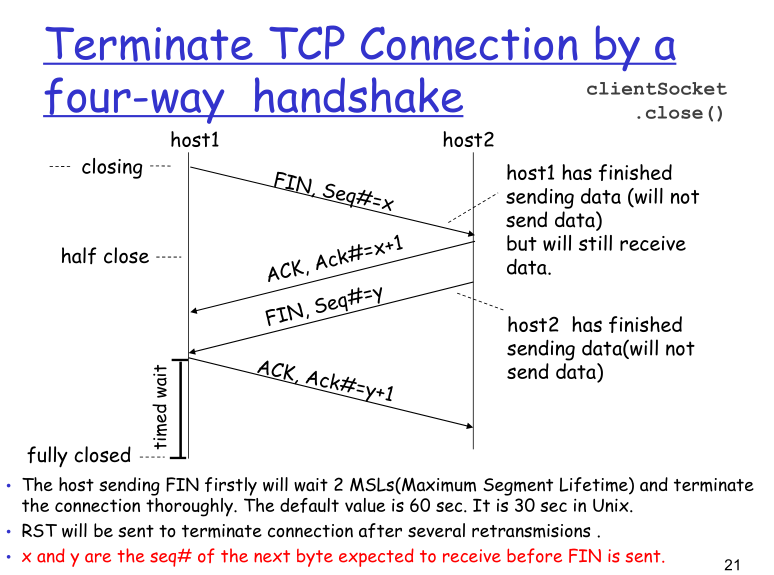 Terminate TCP Connection by a
four-way handshake
clientSocket
.close()
host1
host2
closing
FIN, Seq#=x
host1 has finished
sending data (will not
send data)
but will still receive
data.
half close
ACK, Ack#=x+1
FIN, Seq#=y
host2 has finished
sending data(will not
send data)
timed wait
ACK, Ack#=y+1
fully closed
• The host sending FIN firstly will wait 2 MSLs(Maximum Segment Lifetime) and terminate
the connection thoroughly. The default value is 60 sec. It is 30 sec in Unix.
• RST will be sent to terminate connection after several retransmisions .
• x and y are the seq# of the next byte expected to receive before FIN is sent.
21